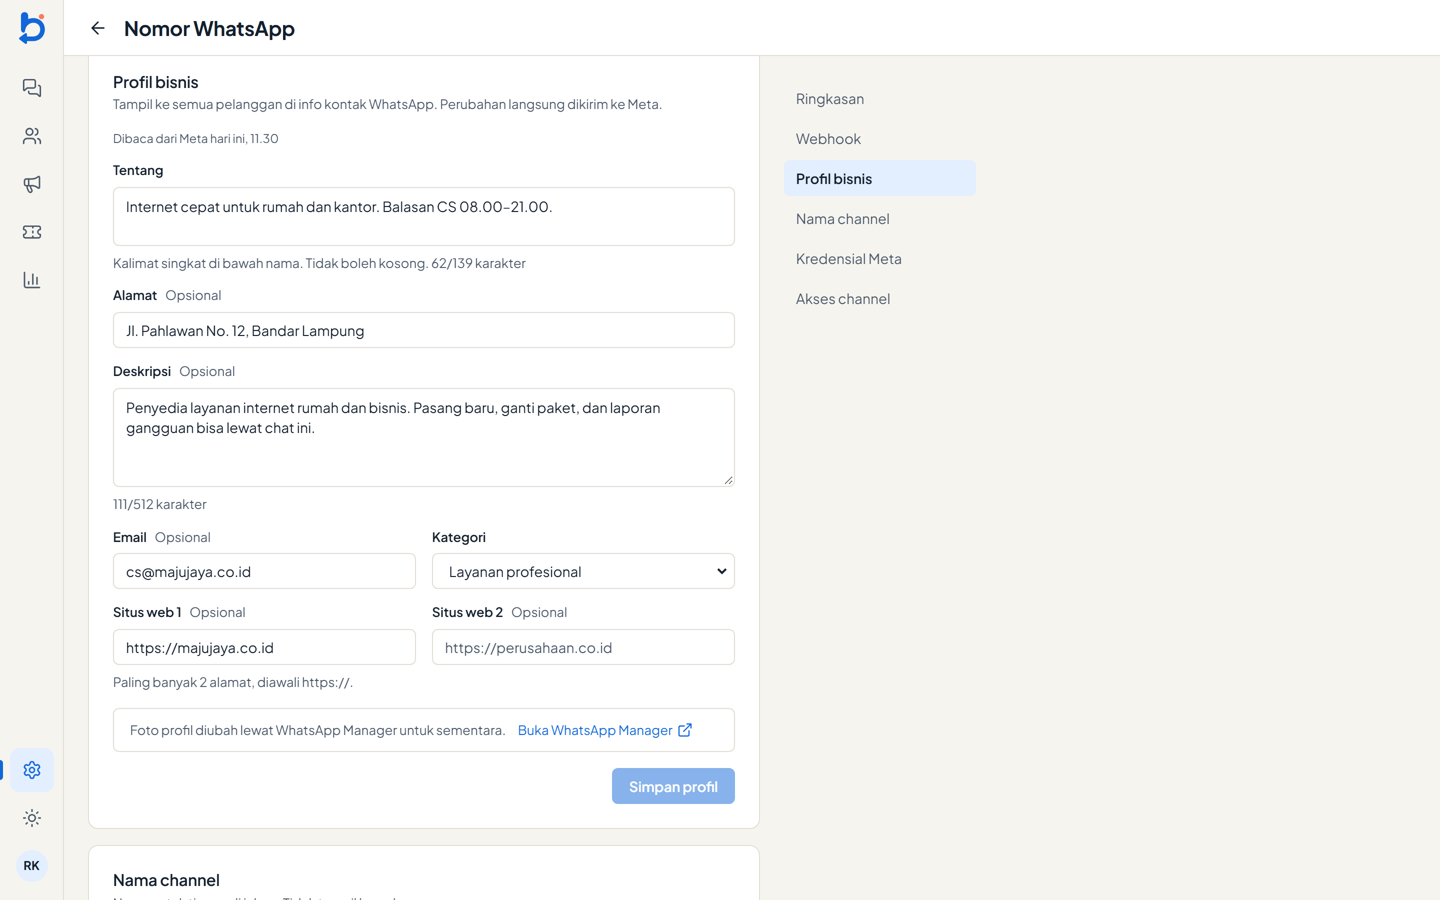 Nomor WhatsApp
Profil bisnis
Tampil ke semua pelanggan di info kontak WhatsApp. Perubahan langsung dikirim ke Meta.
Dibaca dari Meta hari ini, 11.30
Tentang
Internet cepat untuk rumah dan kantor. Balasan CS 08.00–21.00.
Kalimat singkat di bawah nama. Tidak boleh kosong. 62/139 karakter
Alamat Opsional
Jl. Pahlawan No. 12, Bandar Lampung
Deskripsi Opsional
Penyedia layanan internet rumah dan bisnis. Pasang baru, ganti paket, dan laporan
gangguan bisa lewat chat ini.
111/512 karakter
Email Opsional
cs@majujaya.co.id
Kategori
Layanan profesional
Situs web 1 Opsional
https://majujaya.co.id
Situs web 2 Opsional
https://perusahaan.co.id
Paling banyak 2 alamat, diawali https://.
Foto profil diubah lewat WhatsApp Manager untuk sementara. Buka WhatsApp Manager
Simpan profil
Nama channel
Ringkasan
Webhook
Profil bisnis
Nama channel
Kredensial Meta
Akses channel
RK